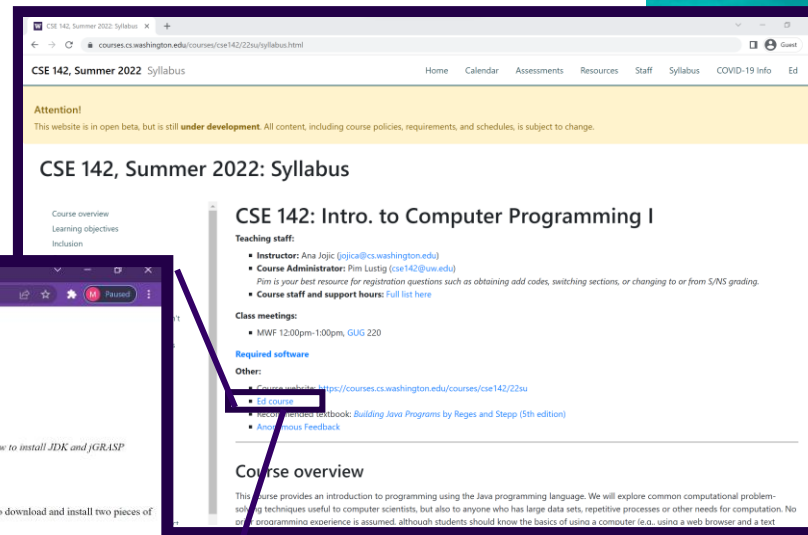 CSE 142, Summer 2022: Syllabus
courses.cs.washington.edu/courses/cse142/22su/syllabus.html
Guest
CSE 142, Summer 2022 Syllabus
Home Calendar Assessments Resources Staff Syllabus COVID-19 Info Ed
Attention!
This website is in open beta, but is still under development. All content, including course policies, requirements, and schedules, is subject to change.
CSE 142, Summer 2022: Syllabus
Course overview
Learning objectives
Inclusion
CSE 142: Intro. to Computer Programming I
Teaching staff:
Instructor: Ana Jojic (jojica@cs.washington.edu)
Course Administrator: Pim Lustig (cse142@uw.edu)
Pim is your best resource for registration questions such as obtaining add codes, switching sections, or changing to or from S/NS grading.
Course staff and support hours: Full list here
Class meetings:
MWF 12:00pm-1:00pm, GUG 220
Required software
Other:
Course website: https://courses.cs.washington.edu/courses/cse142/22su
Ed course
Recommended textbook: Building Java Programs by Reges and Stepp (5th edition)
Anonymous Feedback
Course overview
This course provides an introduction to programming using the Java programming language. We will explore common computational problem-
solving techniques useful to computer scientists, but also to anyone who has large data sets, repetitive processes or other needs for computation. No
prior programming experience is assumed, although students should know the basics of using a computer (e.g., using a web browser and a text
M Paused
w to install JDK and jGRASP
o download and install two pieces of